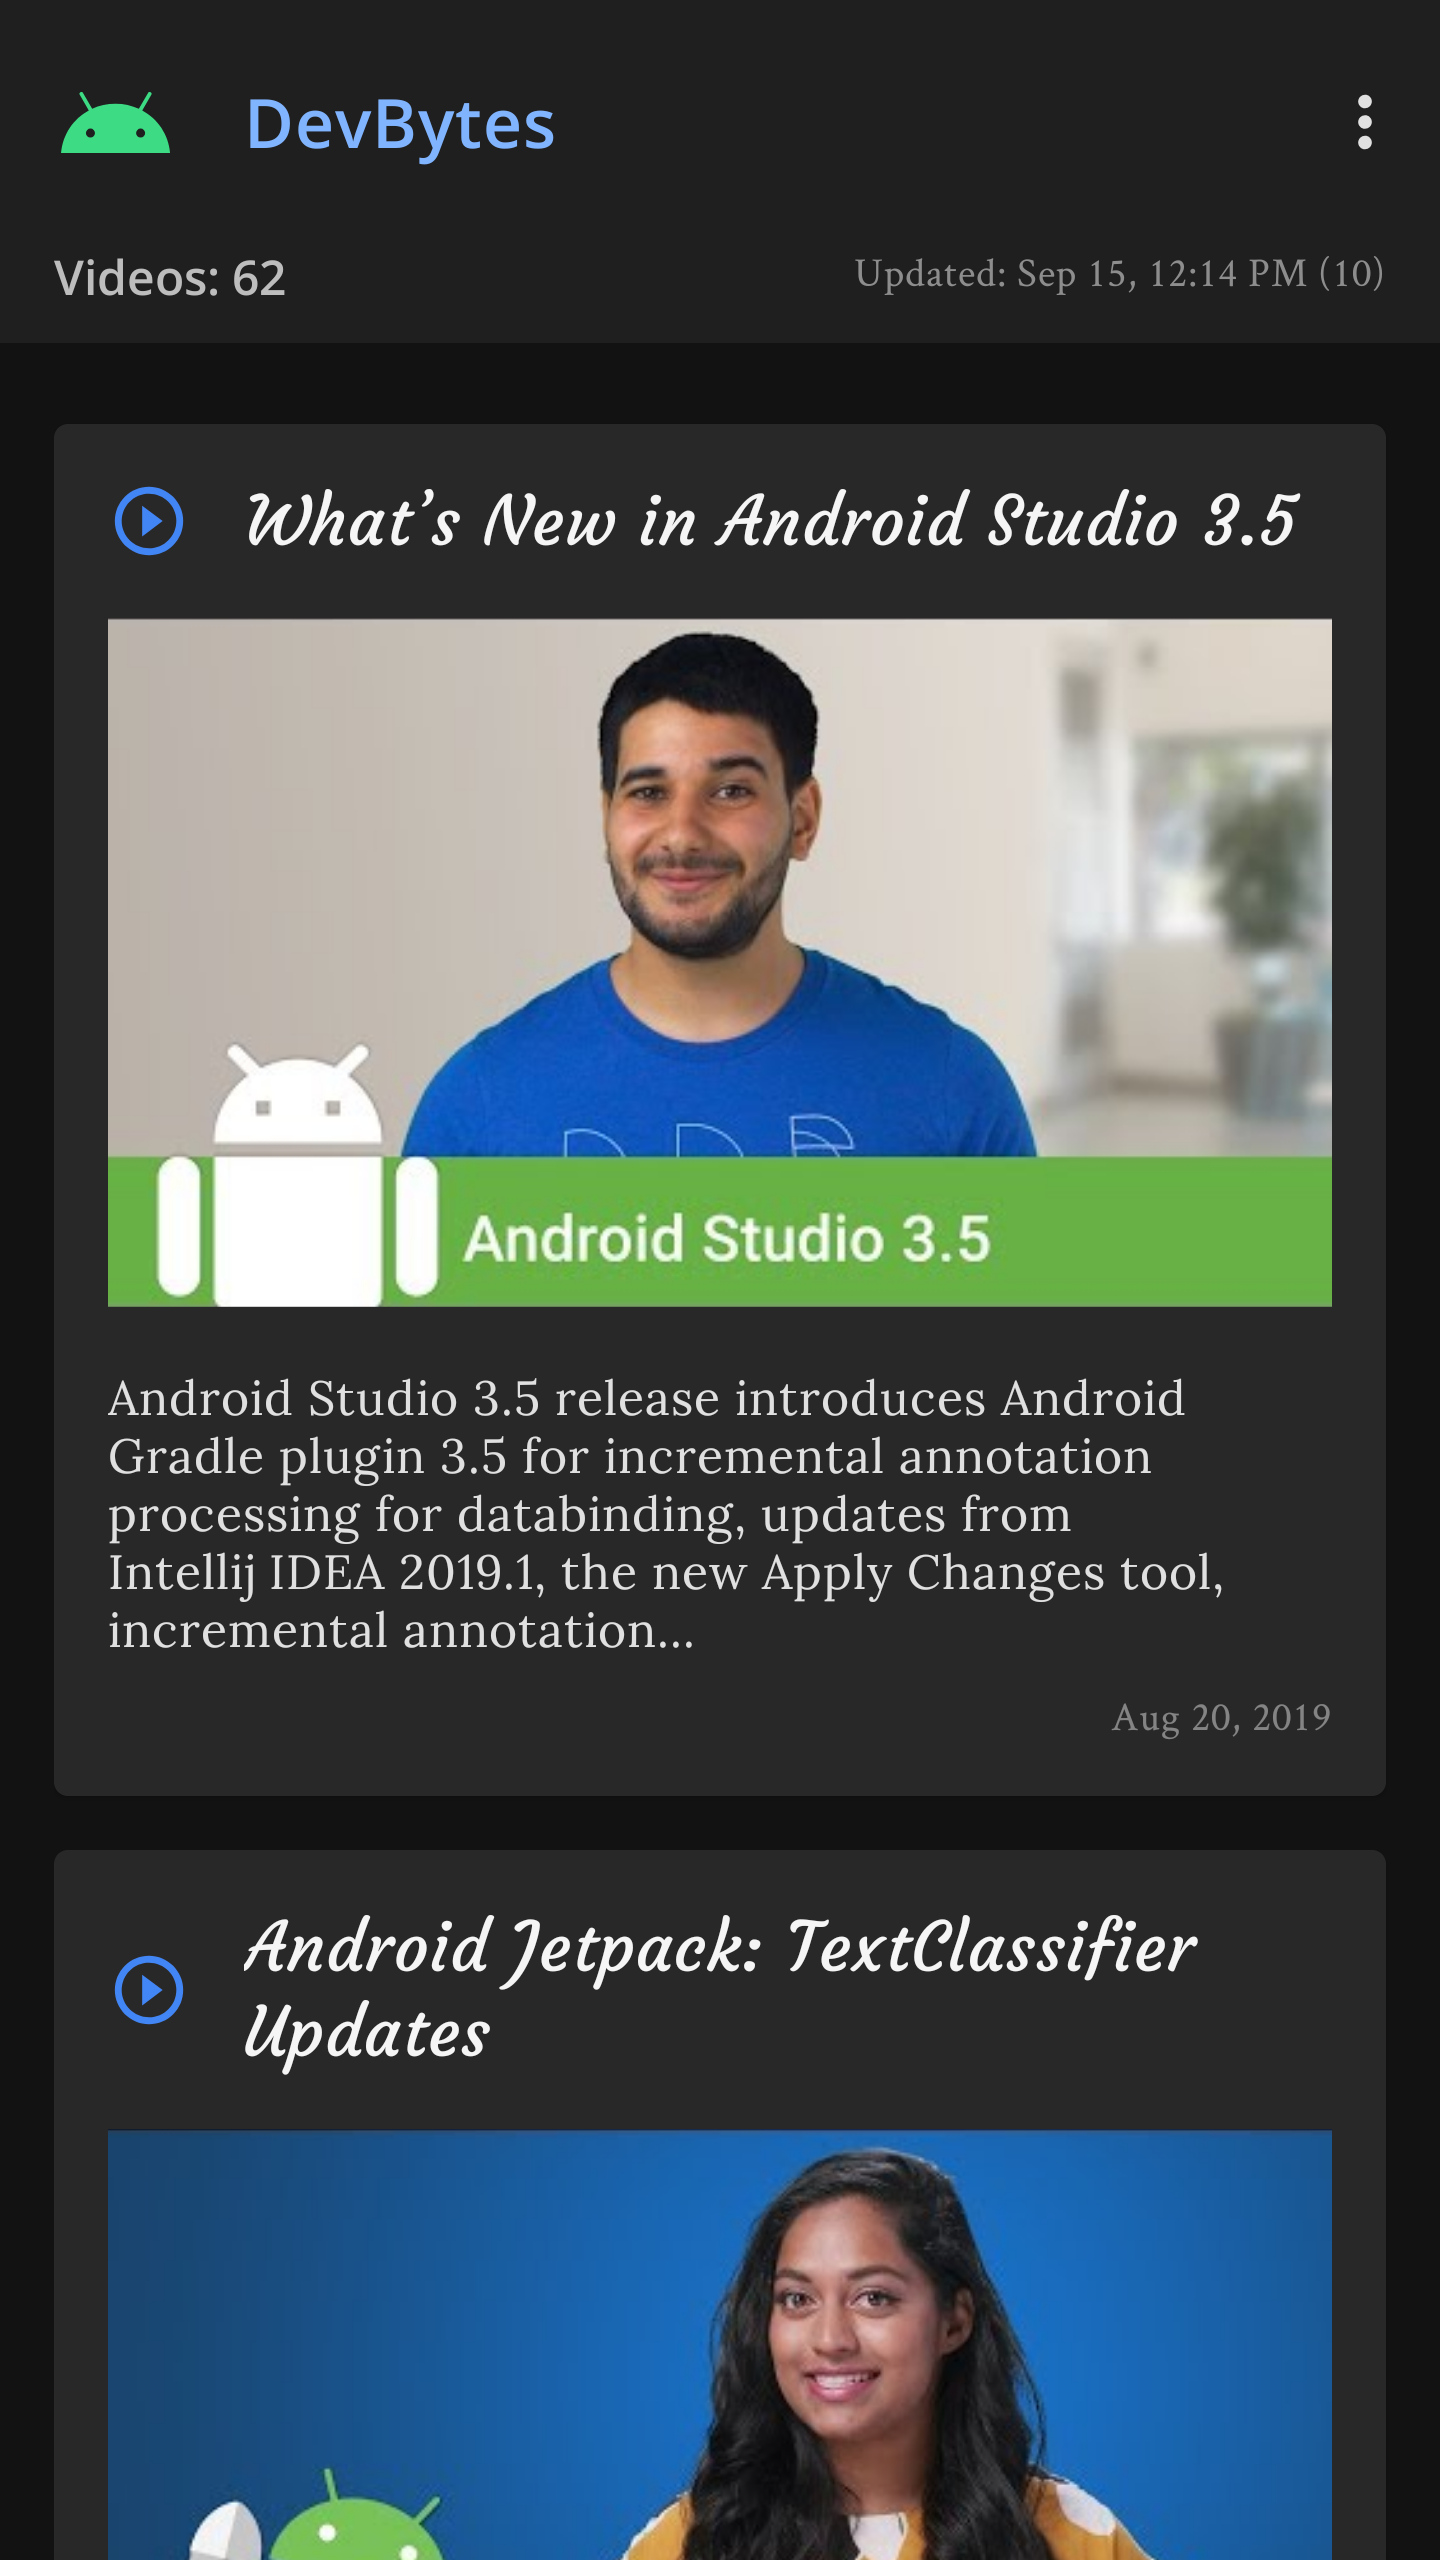 DevBytes
Videos: 62
Updated: Sep 15, 12:14 PM (10)
What’s New in Android Studio 3.5
Android Studio 3.5
Android Studio 3.5 release introduces Android
Gradle plugin 3.5 for incremental annotation
processing for databinding, updates from
Intellij IDEA 2019.1, the new Apply Changes tool,
incremental annotation…
Aug 20, 2019
Android Jetpack: TextClassifier
Updates